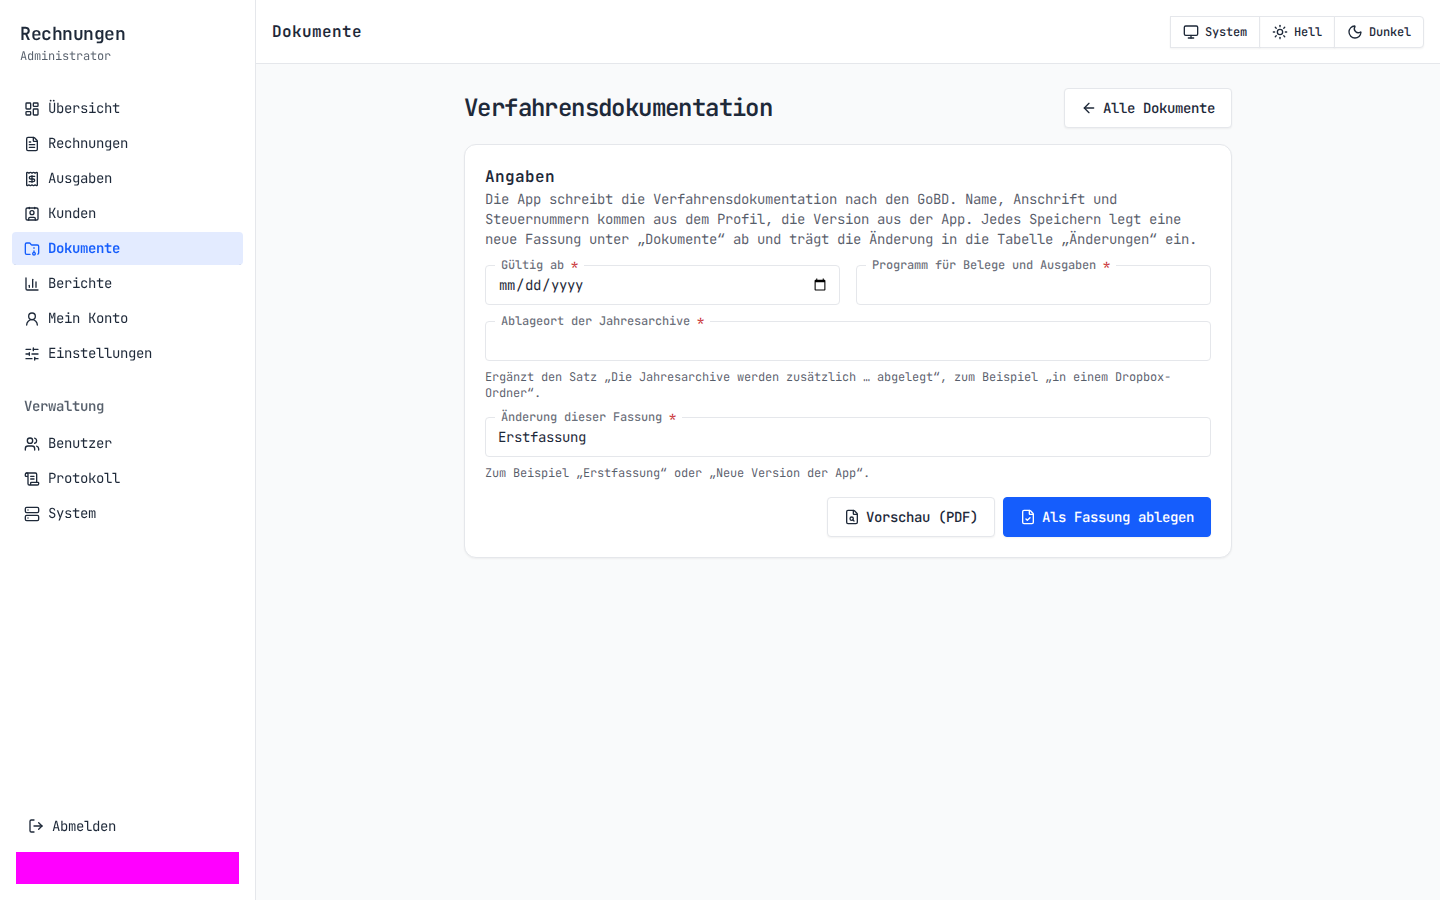 Rechnungen
Administrator
Übersicht
Rechnungen
Ausgaben
Kunden
Dokumente
Berichte
Mein Konto
Einstellungen
Verwaltung
Benutzer
Protokoll
System
Abmelden
Dokumente
System
Hell
Dunkel
Verfahrensdokumentation
Alle Dokumente
Angaben
Die App schreibt die Verfahrensdokumentation nach den GoBD. Name, Anschrift und
Steuernummern kommen aus dem Profil, die Version aus der App. Jedes Speichern legt eine
neue Fassung unter „Dokumente“ ab und trägt die Änderung in die Tabelle „Änderungen“ ein.
Gültig ab *
mm/dd/yyyy
Programm für Belege und Ausgaben *
Ablageort der Jahresarchive *
Ergänzt den Satz „Die Jahresarchive werden zusätzlich … abgelegt“, zum Beispiel „in einem Dropbox-
Ordner“.
Änderung dieser Fassung *
Erstfassung
Zum Beispiel „Erstfassung“ oder „Neue Version der App“.
Vorschau (PDF)
Als Fassung ablegen